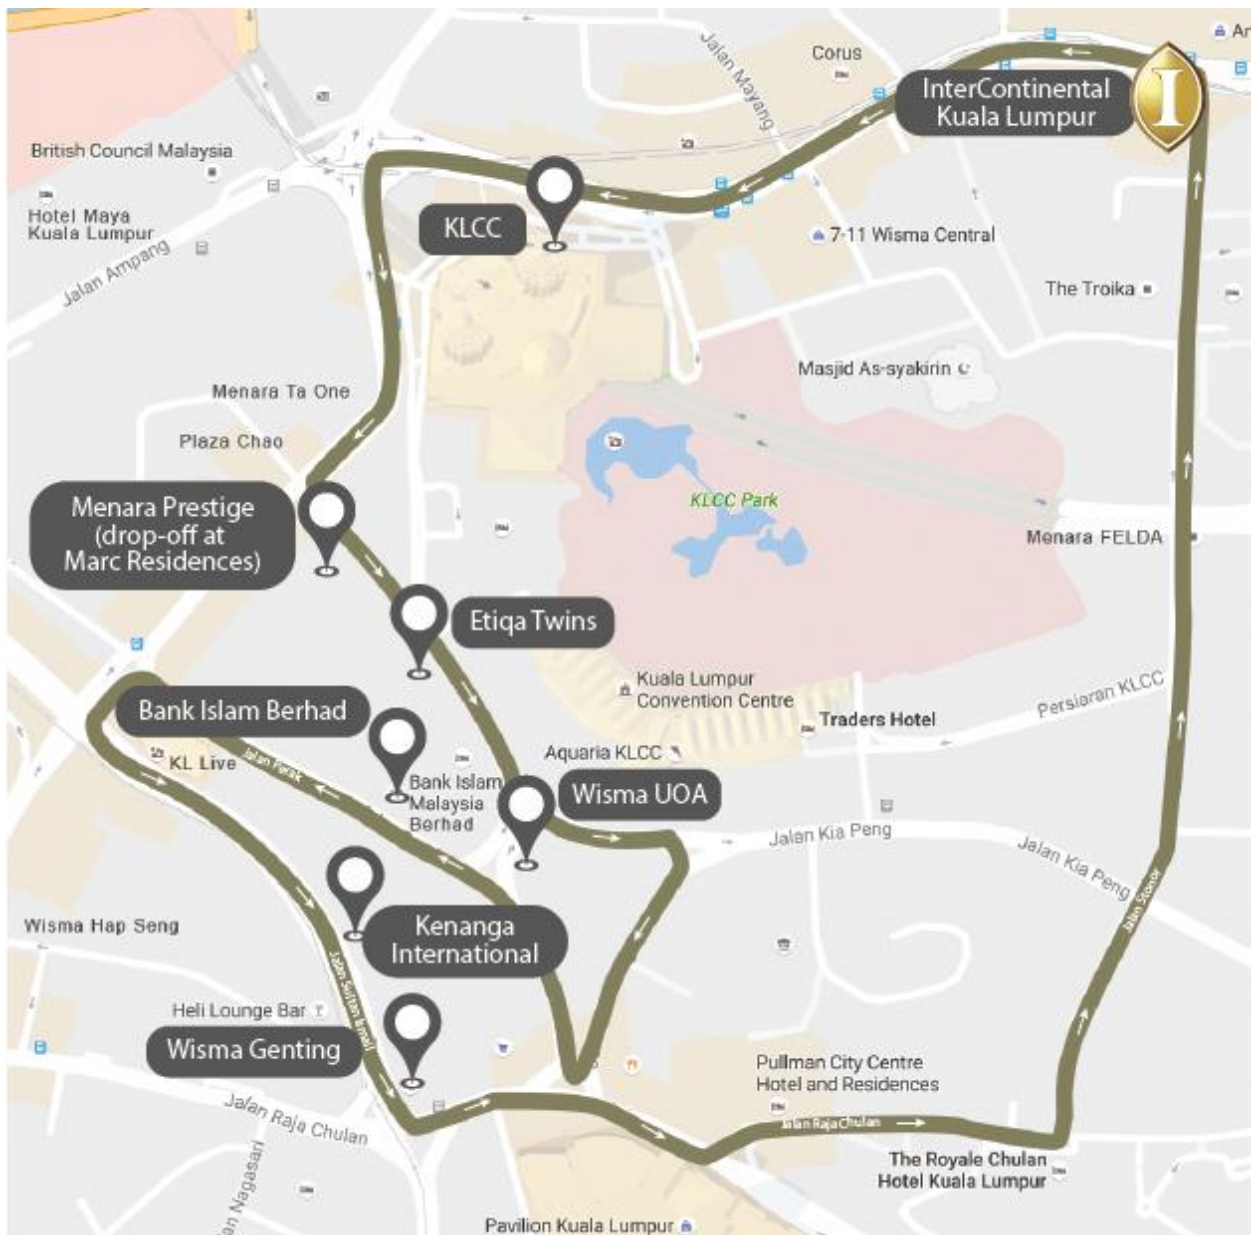 Jalan Mayang
Corus
An
InterContinental
Kuala Lumpur
I
British Council Malaysia
Hotel Maya
Kuala Lumpur
KLCC
7-11 Wisma Central
Jalan Ampang
The Troika
Masjid As-syakirin
Menara Ta One
Plaza Chao
KLCC Park
Menara Prestige
(drop-off at
Marc Residences)
Menara FELDA
Etiqa Twins
Kuala Lumpur
Convention Centre
Persiaran KLCC
Bank Islam Berhad
Traders Hotel
KL Live
Jalan Perak
Aquaria KLCC
Bank Islam
Malaysia
Berhad
Wisma UOA
Jalan Kia Peng
Jalan Kia Peng
Jalan Stonor
Wisma Hap Seng
Kenanga
International
Jalan Sultan Ismail
Heli Lounge Bar
Wisma Genting
Pullman City Centre
Hotel and Residences
Jalan Raja Chulan
Jalan Raja Chulan
The Royale Chulan
Hotel Kuala Lumpur
an Nagasari
Pavilion Kuala Lumpur